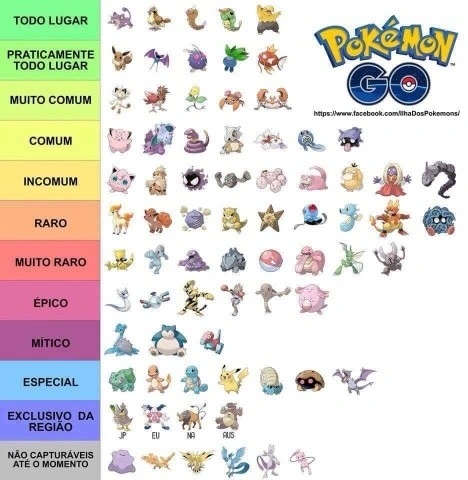 TODO LUGAR
POKÉMON
GO
PRATICAMENTE
TODO LUGAR
MUITO COMUM
https://www.facebook.com/IlhaDosPokemons/
COMUM
INCOMUM
RARO
MUITO RARO
ÉPICO
MÍTICO
ESPECIAL
EXCLUSIVO DA
REGIÃO
JP EU NA AUS
NÃO CAPTURÁVEIS
ATÉ O MOMENTO